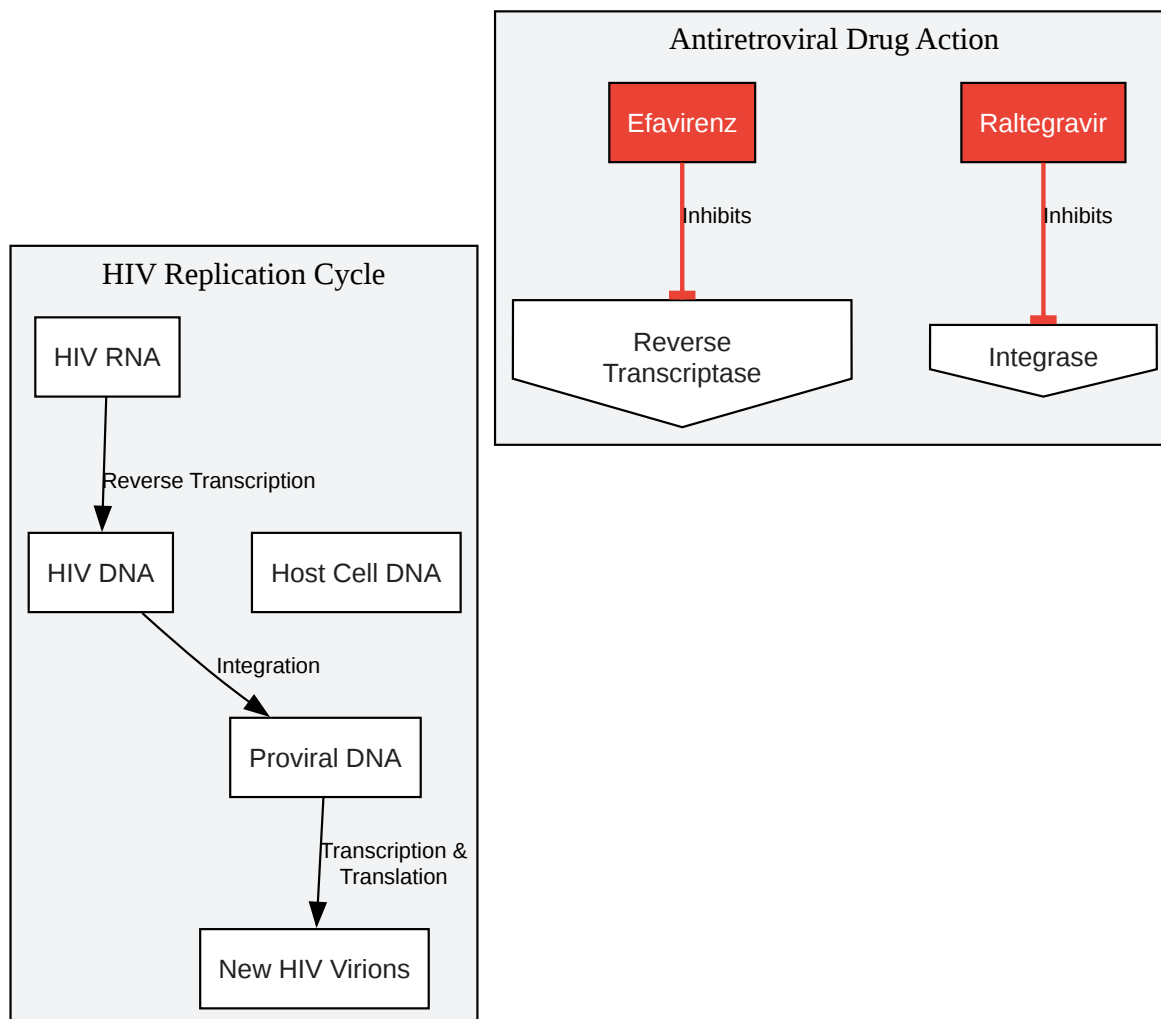 Antiretroviral Drug Action
Efavirenz
Raltegravir
Inhibits
Inhibits
Reverse
Transcriptase
Integrase
HIV Replication Cycle
HIV RNA
Reverse Transcription
HIV DNA
Host Cell DNA
Integration
Proviral DNA
Transcription &
Translation
New HIV Virions